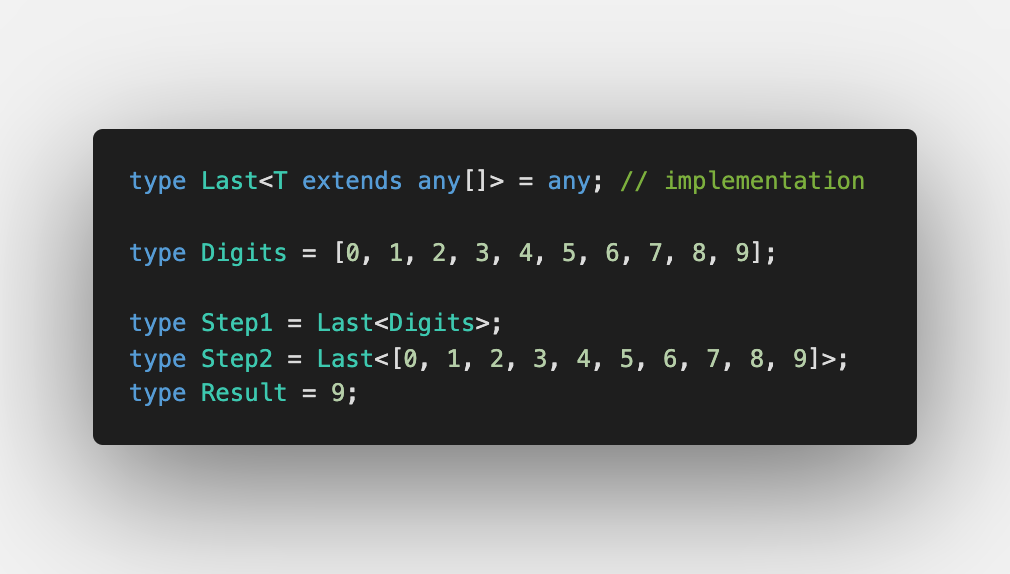 type Last<T extends any[]> = any; // implementation
type Digits = [0, 1, 2, 3, 4, 5, 6, 7, 8, 9];
type Step1 = Last<Digits>;
type Step2 = Last<[0, 1, 2, 3, 4, 5, 6, 7, 8, 9]>;
type Result = 9;